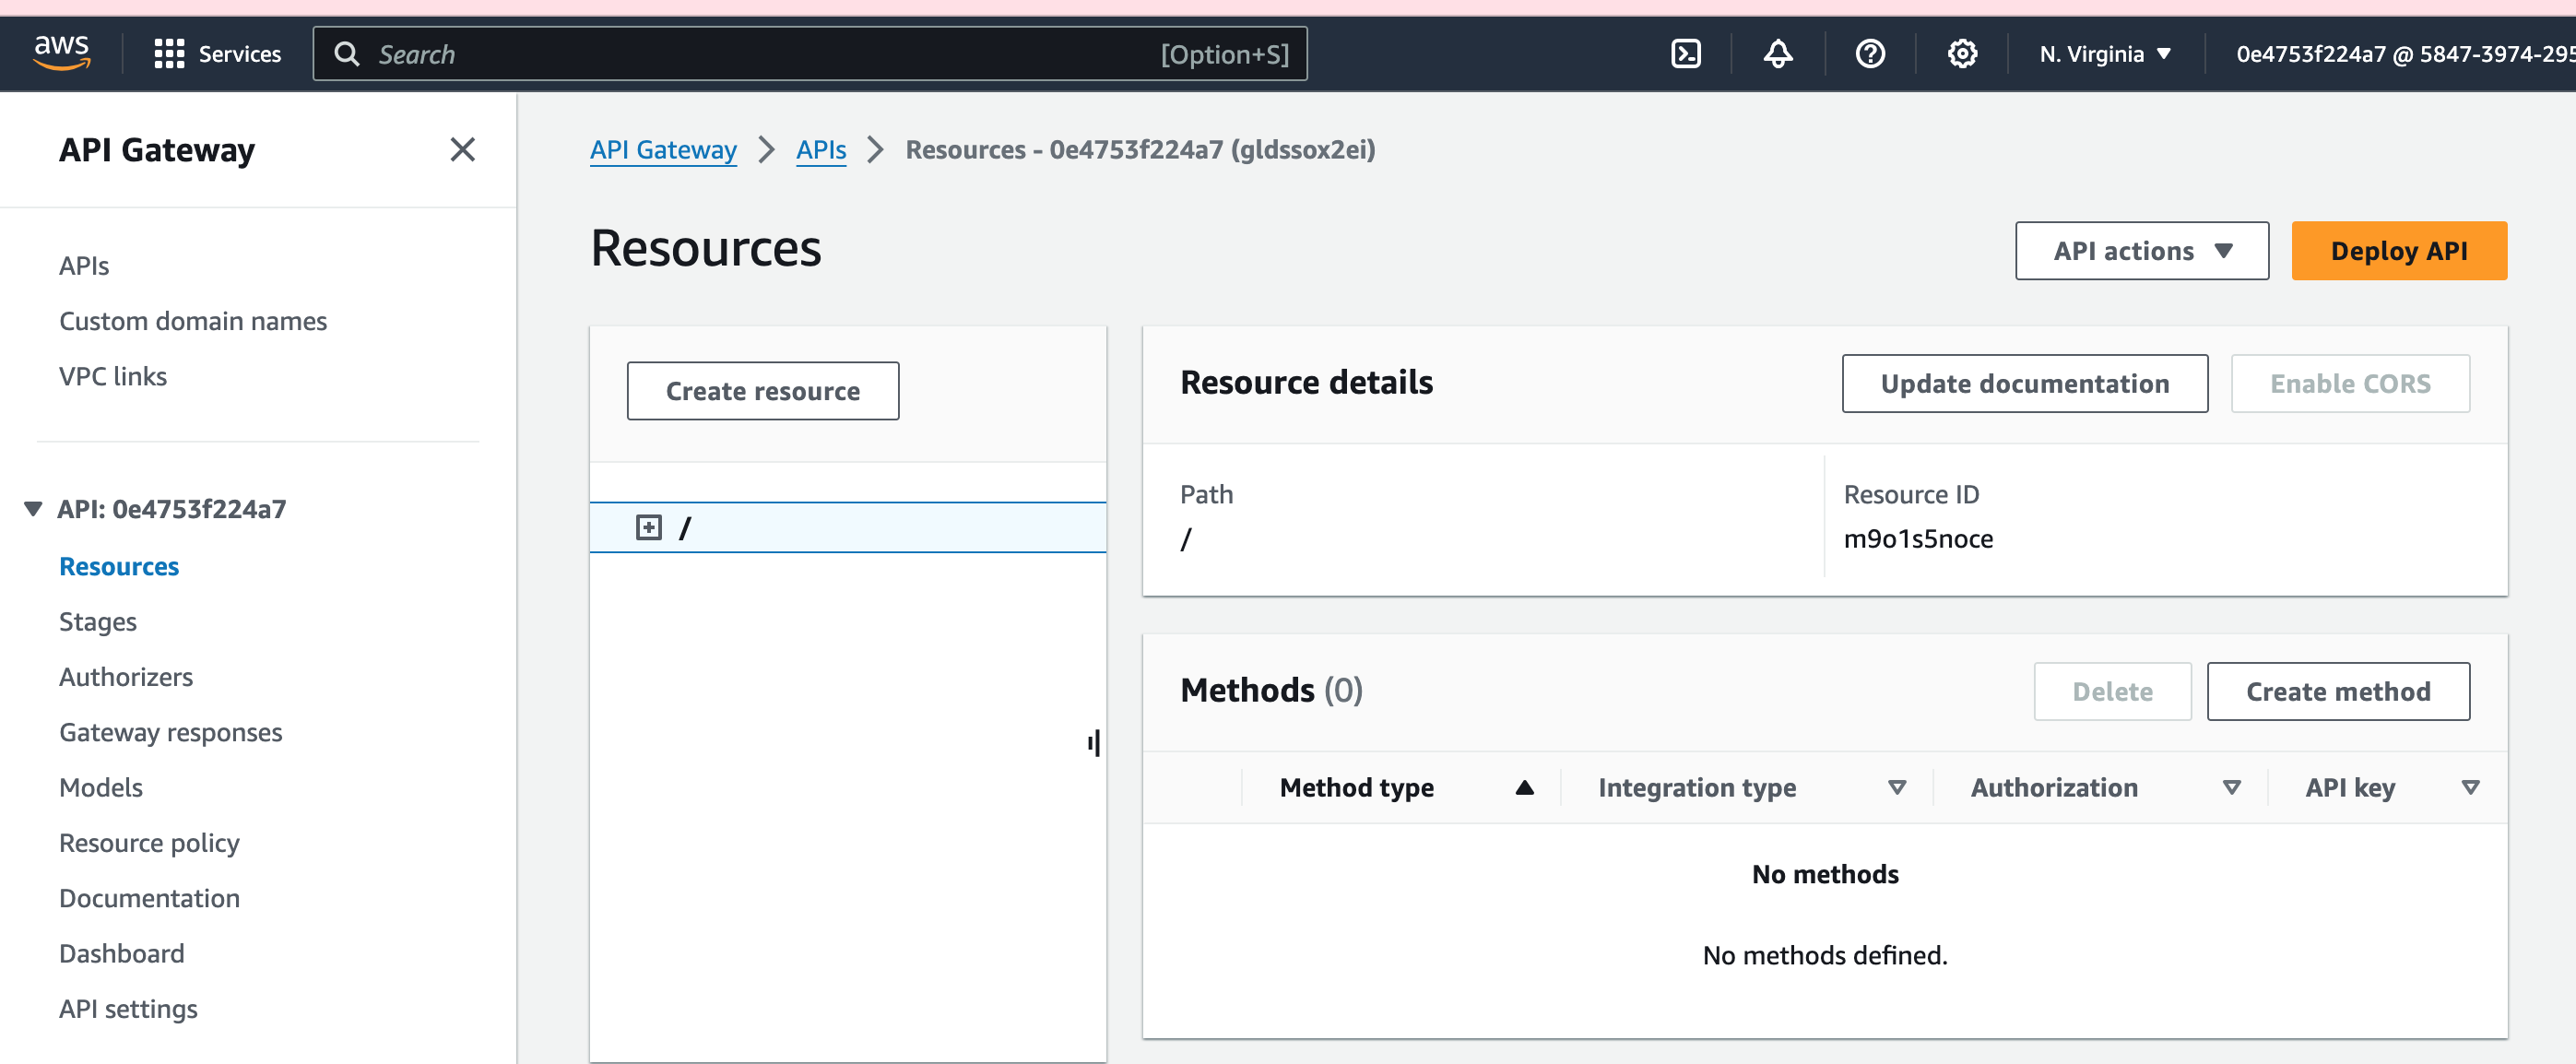 aws
Services
Search
[Option+S]
N. Virginia
0e4753f224a7 @ 5847-3974-295
API Gateway
APIs
Custom domain names
VPC links
API: 0e4753f224a7
Resources
Stages
Authorizers
Gateway responses
Models
Resource policy
Documentation
Dashboard
API settings
API Gateway > APIs > Resources - 0e4753f224a7 (gldssox2ei)
Resources
API actions
Deploy API
Create resource
/
Resource details
Update documentation
Enable CORS
Path
/
Resource ID
m9o1s5noce
Methods (0)
Delete
Create method
Method type
Integration type
Authorization
API key
No methods
No methods defined.